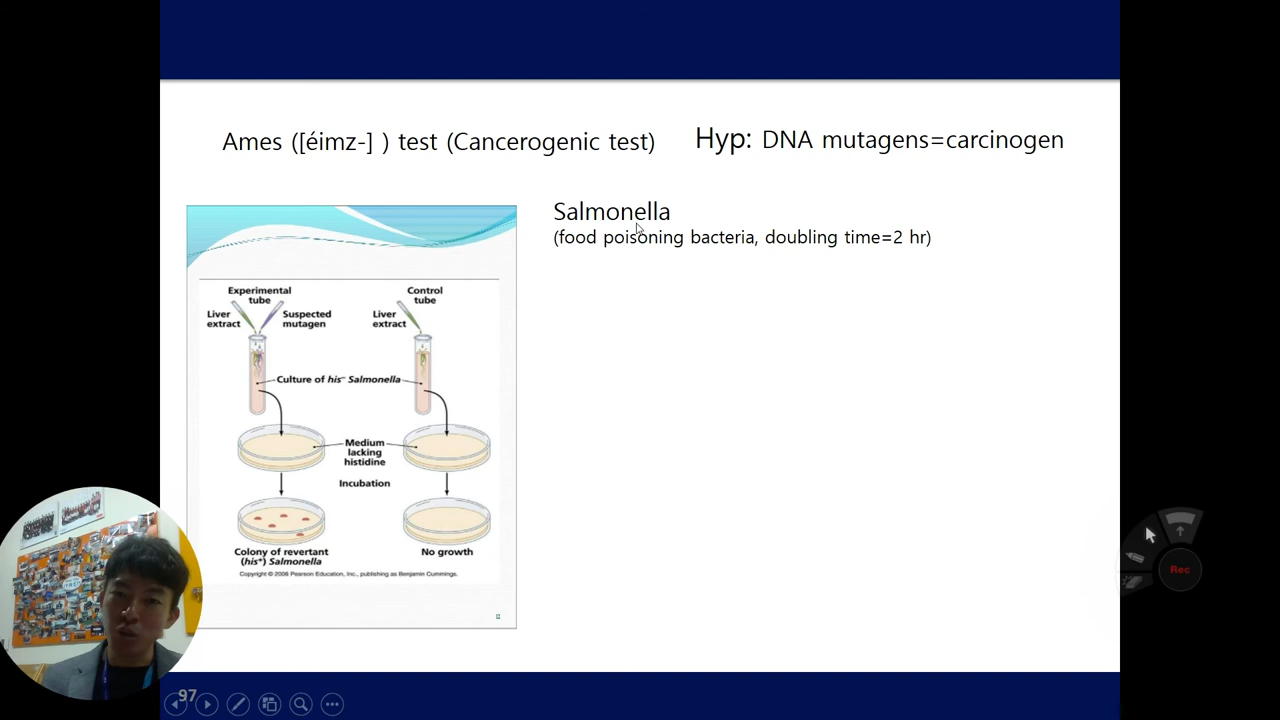 Ames ([éimz-] ) test (Cancerogenic test)
Hyp: DNA mutagens=carcinogen
Salmonella
(food poisoning bacteria, doubling time=2 hr)
Experimental
tube
Control
tube
Liver
extract
Suspected
mutagen
Liver
extract
Culture of his⁻ Salmonella
Medium
lacking
histidine
Incubation
Colony of revertant
(his⁺) Salmonella
No growth
Copyright © 2006 Pearson Education, Inc., publishing as Benjamin Cummings.
Rec
97